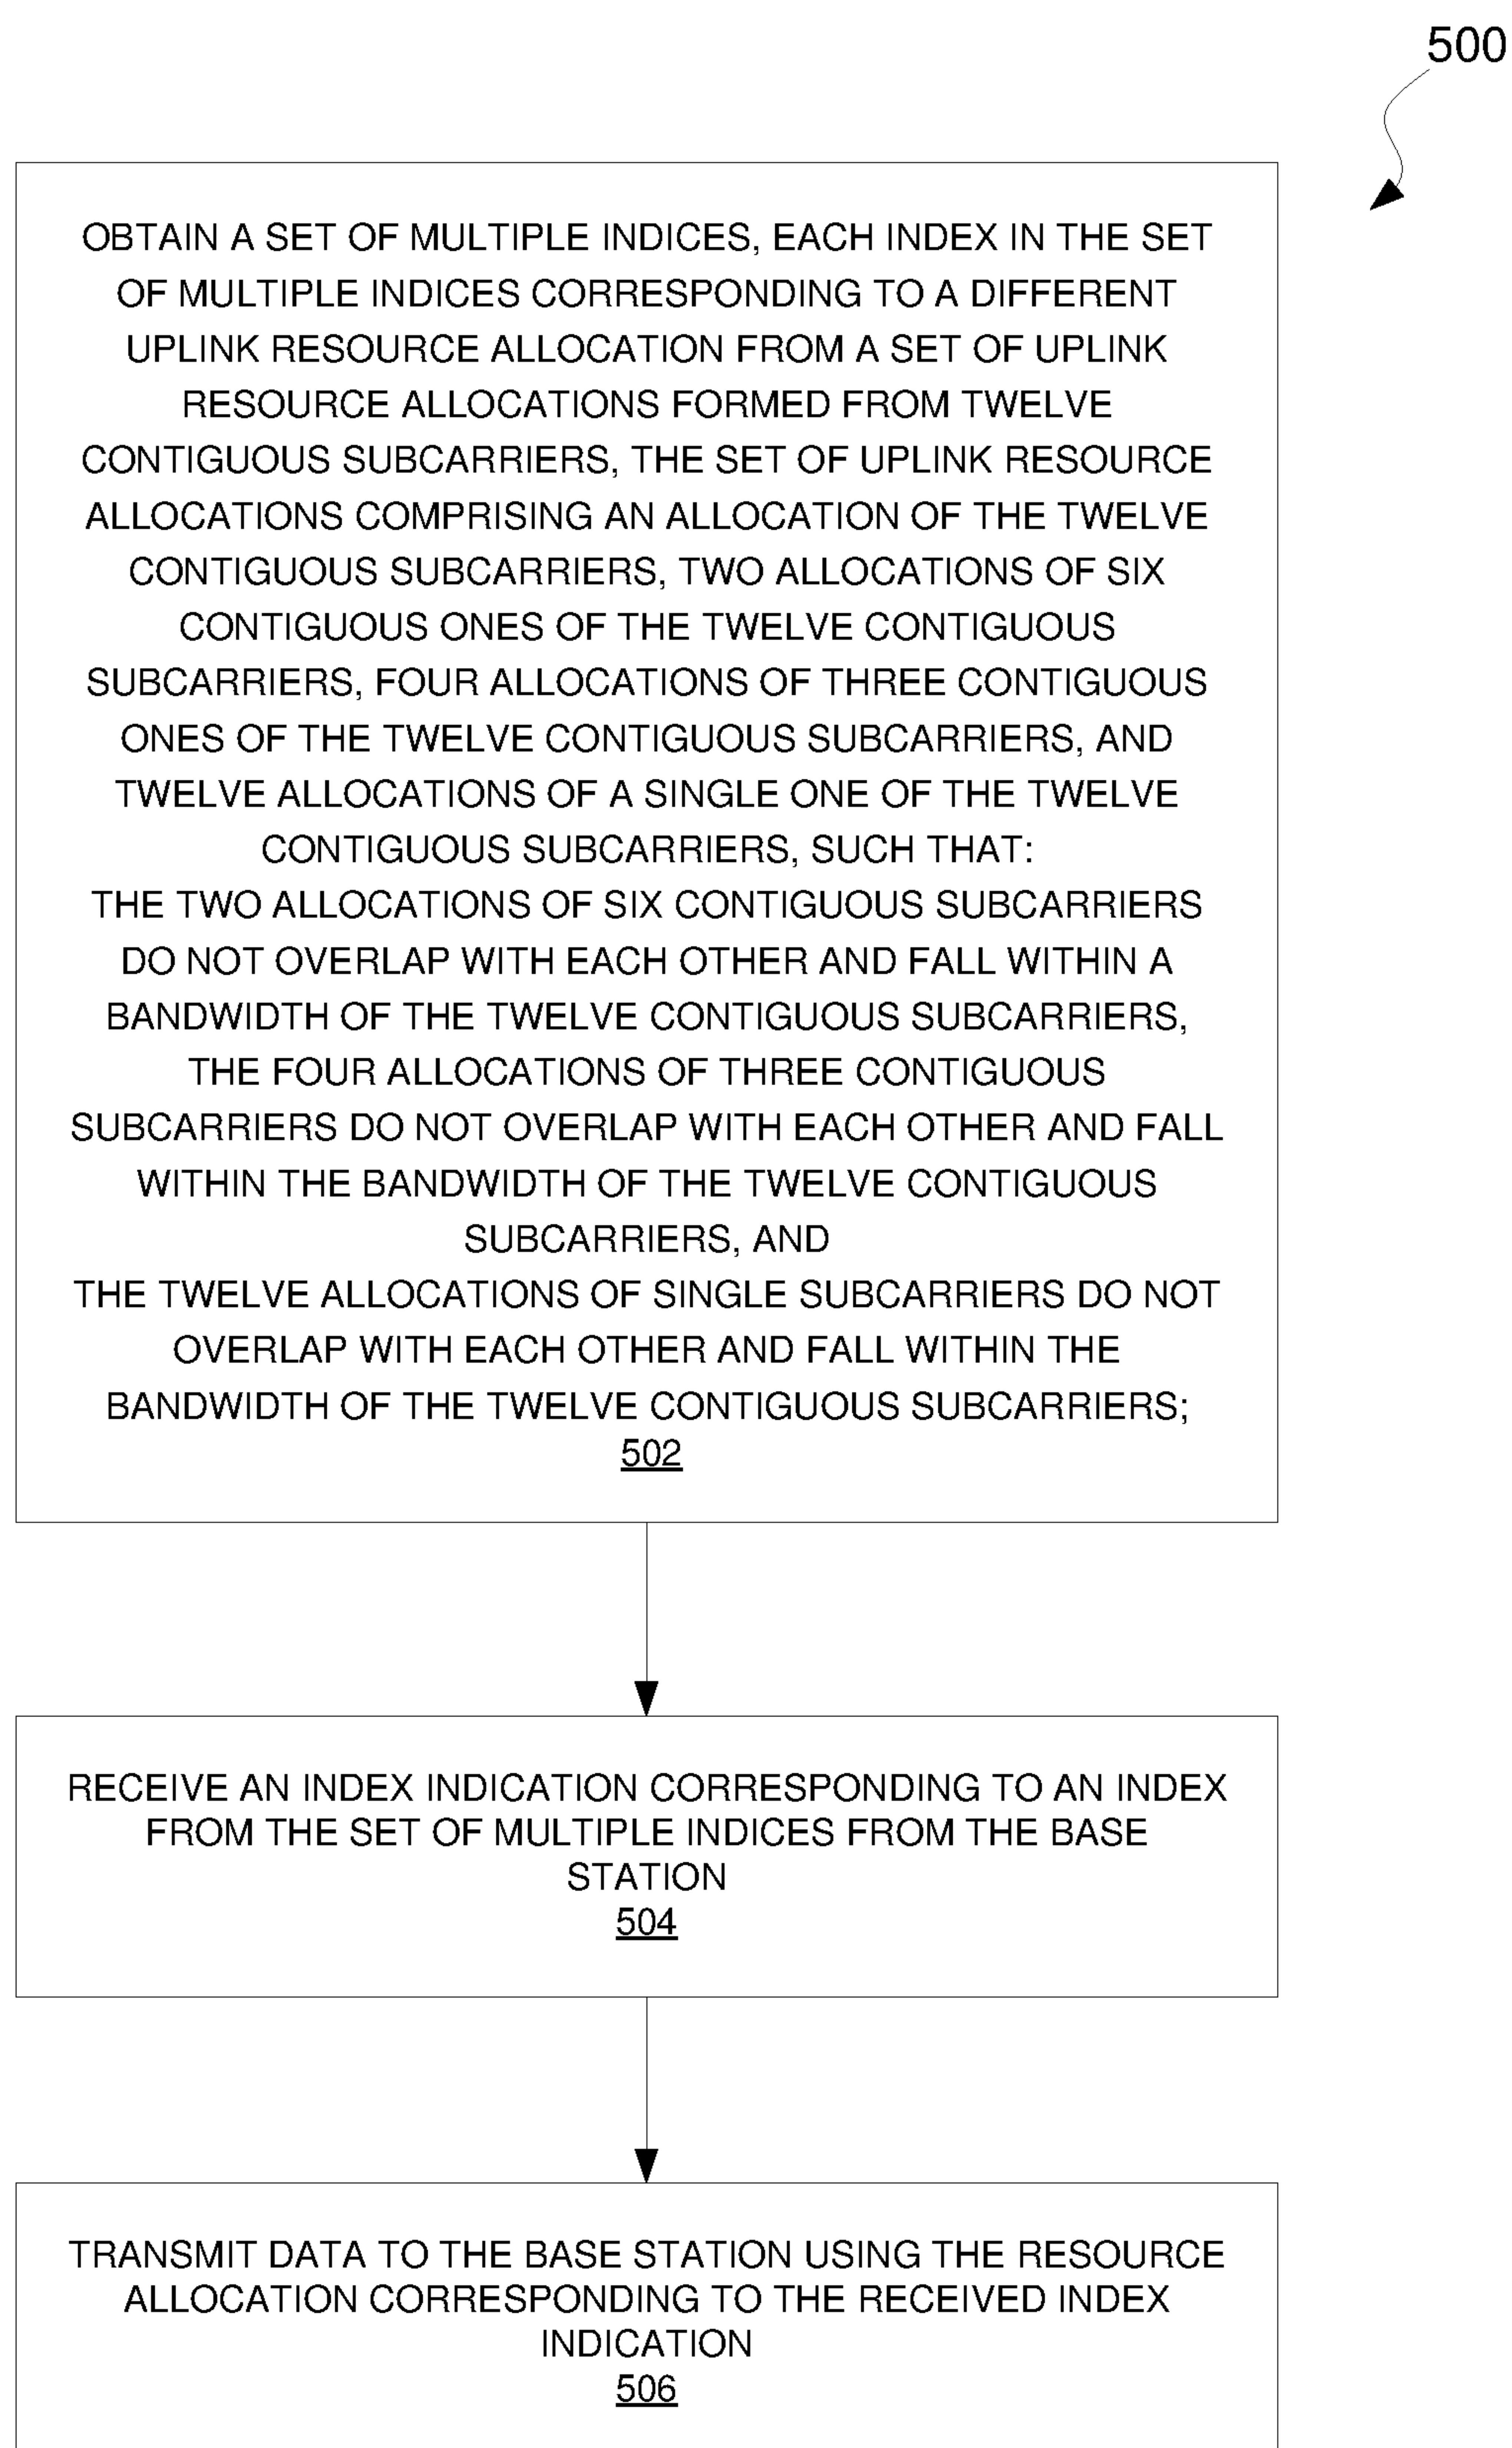 500
OBTAIN A SET OF MULTIPLE INDICES, EACH INDEX IN THE SET
OF MULTIPLE INDICES CORRESPONDING TO A DIFFERENT
UPLINK RESOURCE ALLOCATION FROM A SET OF UPLINK
RESOURCE ALLOCATIONS FORMED FROM TWELVE
CONTIGUOUS SUBCARRIERS, THE SET OF UPLINK RESOURCE
ALLOCATIONS COMPRISING AN ALLOCATION OF THE TWELVE
CONTIGUOUS SUBCARRIERS, TWO ALLOCATIONS OF SIX
CONTIGUOUS ONES OF THE TWELVE CONTIGUOUS
SUBCARRIERS, FOUR ALLOCATIONS OF THREE CONTIGUOUS
ONES OF THE TWELVE CONTIGUOUS SUBCARRIERS, AND
TWELVE ALLOCATIONS OF A SINGLE ONE OF THE TWELVE
CONTIGUOUS SUBCARRIERS, SUCH THAT:
THE TWO ALLOCATIONS OF SIX CONTIGUOUS SUBCARRIERS
DO NOT OVERLAP WITH EACH OTHER AND FALL WITHIN A
BANDWIDTH OF THE TWELVE CONTIGUOUS SUBCARRIERS,
THE FOUR ALLOCATIONS OF THREE CONTIGUOUS
SUBCARRIERS DO NOT OVERLAP WITH EACH OTHER AND FALL
WITHIN THE BANDWIDTH OF THE TWELVE CONTIGUOUS
SUBCARRIERS, AND
THE TWELVE ALLOCATIONS OF SINGLE SUBCARRIERS DO NOT
OVERLAP WITH EACH OTHER AND FALL WITHIN THE
BANDWIDTH OF THE TWELVE CONTIGUOUS SUBCARRIERS;
502
RECEIVE AN INDEX INDICATION CORRESPONDING TO AN INDEX
FROM THE SET OF MULTIPLE INDICES FROM THE BASE
STATION
504
TRANSMIT DATA TO THE BASE STATION USING THE RESOURCE
ALLOCATION CORRESPONDING TO THE RECEIVED INDEX
INDICATION
506